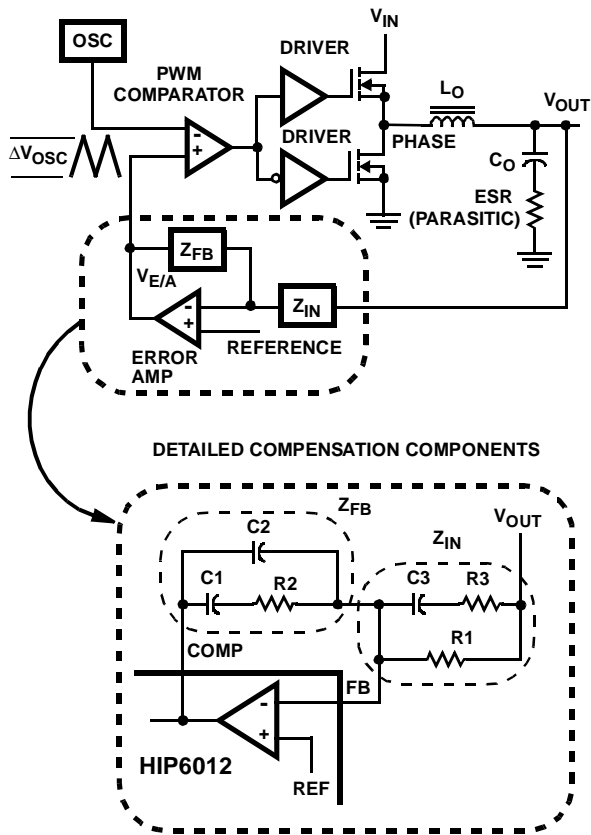 V_IN
OSC
DRIVER
PWM
COMPARATOR
L_O
V_OUT
-
+
DRIVER
PHASE
ΔV_OSC
C_O
ESR
(PARASITIC)
Z_FB
V_E/A
-
+
Z_IN
REFERENCE
ERROR
AMP
DETAILED COMPENSATION COMPONENTS
Z_FB
V_OUT
C2
Z_IN
C1
R2
C3
R3
R1
COMP
FB
-
+
HIP6012
REF